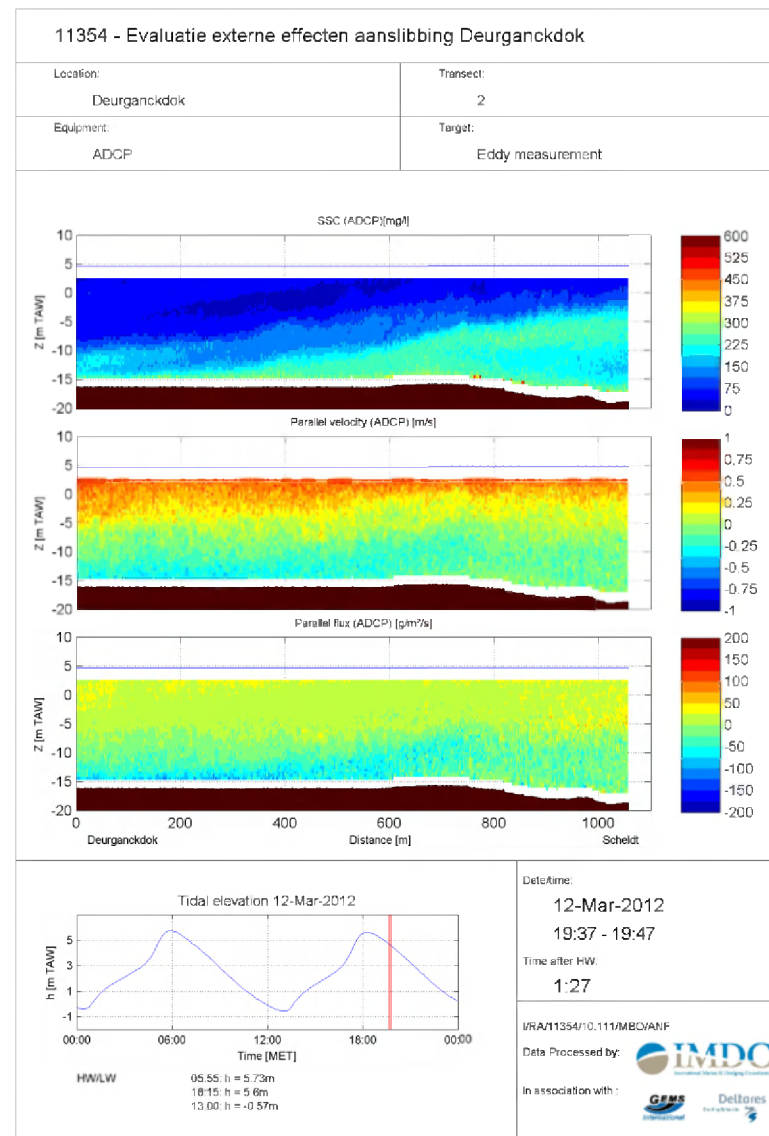 11354 - Evaluatie externe effecten aanslibbing Deurganckdok
Location:
Deurganckdok
Transect:
2
Equipment:
ADCP
Target:
Eddy measurement
SSC (ADCP)[mg/l]
10
5
0
-5
-10
-15
-20
Z [m TAW]
600
525
450
375
300
225
150
75
0
Parallel velocity (ADCP) [m/s]
10
5
0
-5
-10
-15
-20
Z [m TAW]
1
0.75
0.5
0.25
0
-0.25
-0.5
-0.75
-1
Parallel flux (ADCP) [g/m²/s]
10
5
0
-5
-10
-15
-20
Z [m TAW]
200
150
100
50
0
-50
-100
-150
-200
0 200 400 600 800 1000
Deurganckdok Distance [m] Scheldt
Tidal elevation 12-Mar-2012
5
3
1
-1
h [m TAW]
00:00 06:00 12:00 18:00 00:00
Time [MET]
HW/LW
05:55: h = 5.73m
18:15: h = 5.6m
13:00: h = -0.57m
Date/time:
12-Mar-2012
19:37 - 19:47
Time after HW:
1:27
I/RA/11354/10.111/MBO/ANF
Data Processed by:
IMDC
International Marine & Dredging Consultants
In association with :
GEMS
International
Deltares